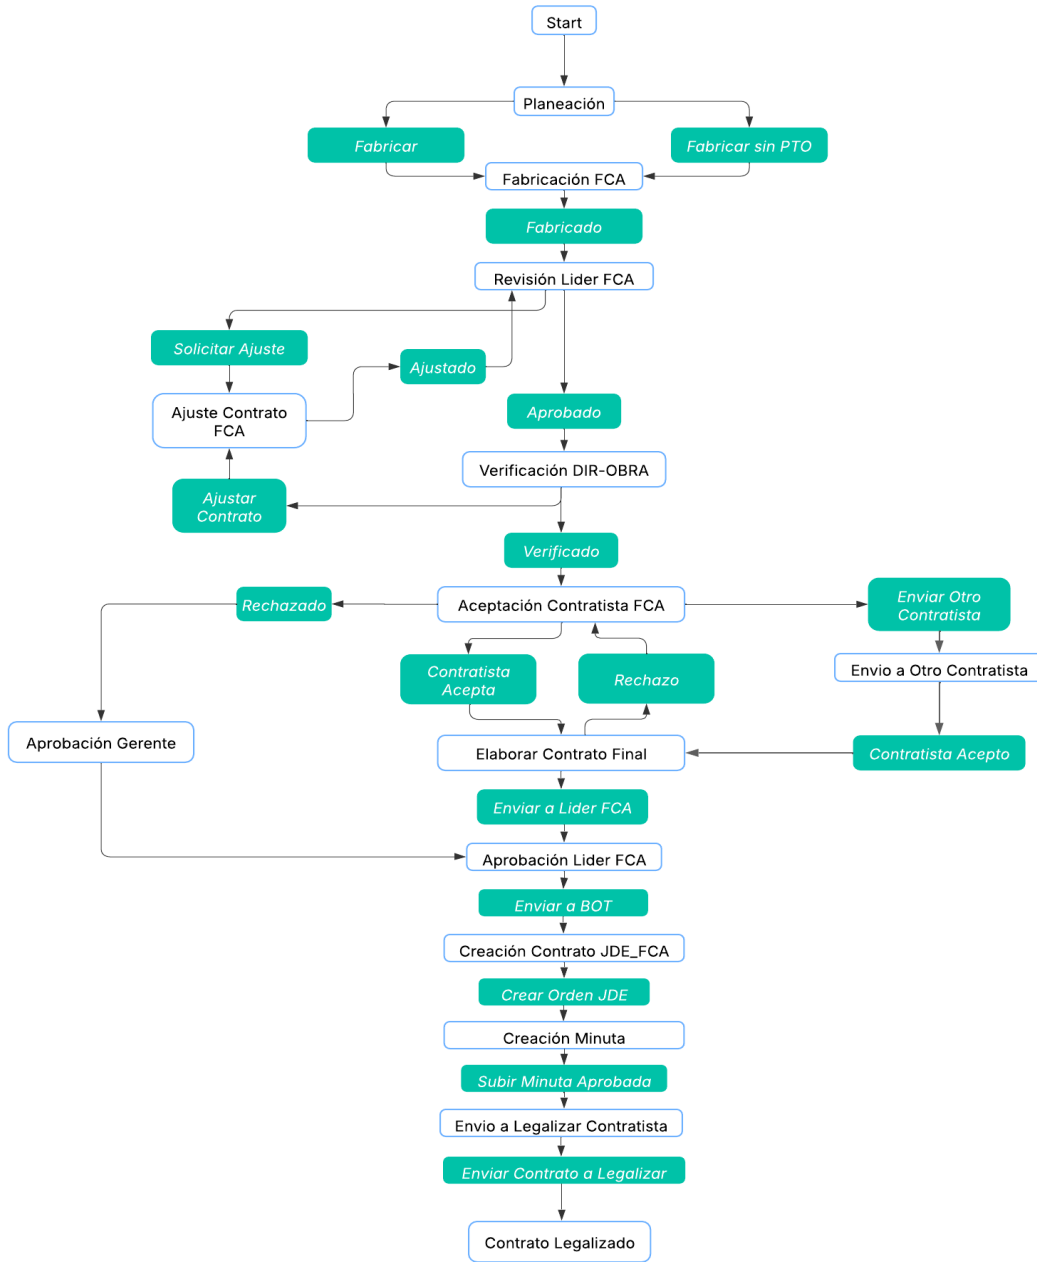 Start
Planeación
Fabricar
Fabricar sin PTO
Fabricación FCA
Fabricado
Revisión Lider FCA
Solicitar Ajuste
Ajustado
Ajuste Contrato
FCA
Aprobado
Verificación DIR-OBRA
Ajustar
Contrato
Verificado
Rechazado
Aceptación Contratista FCA
Enviar Otro
Contratista
Contratista
Acepta
Rechazo
Envio a Otro Contratista
Aprobación Gerente
Elaborar Contrato Final
Contratista Acepto
Enviar a Lider FCA
Aprobación Lider FCA
Enviar a BOT
Creación Contrato JDE_FCA
Crear Orden JDE
Creación Minuta
Subir Minuta Aprobada
Envio a Legalizar Contratista
Enviar Contrato a Legalizar
Contrato Legalizado